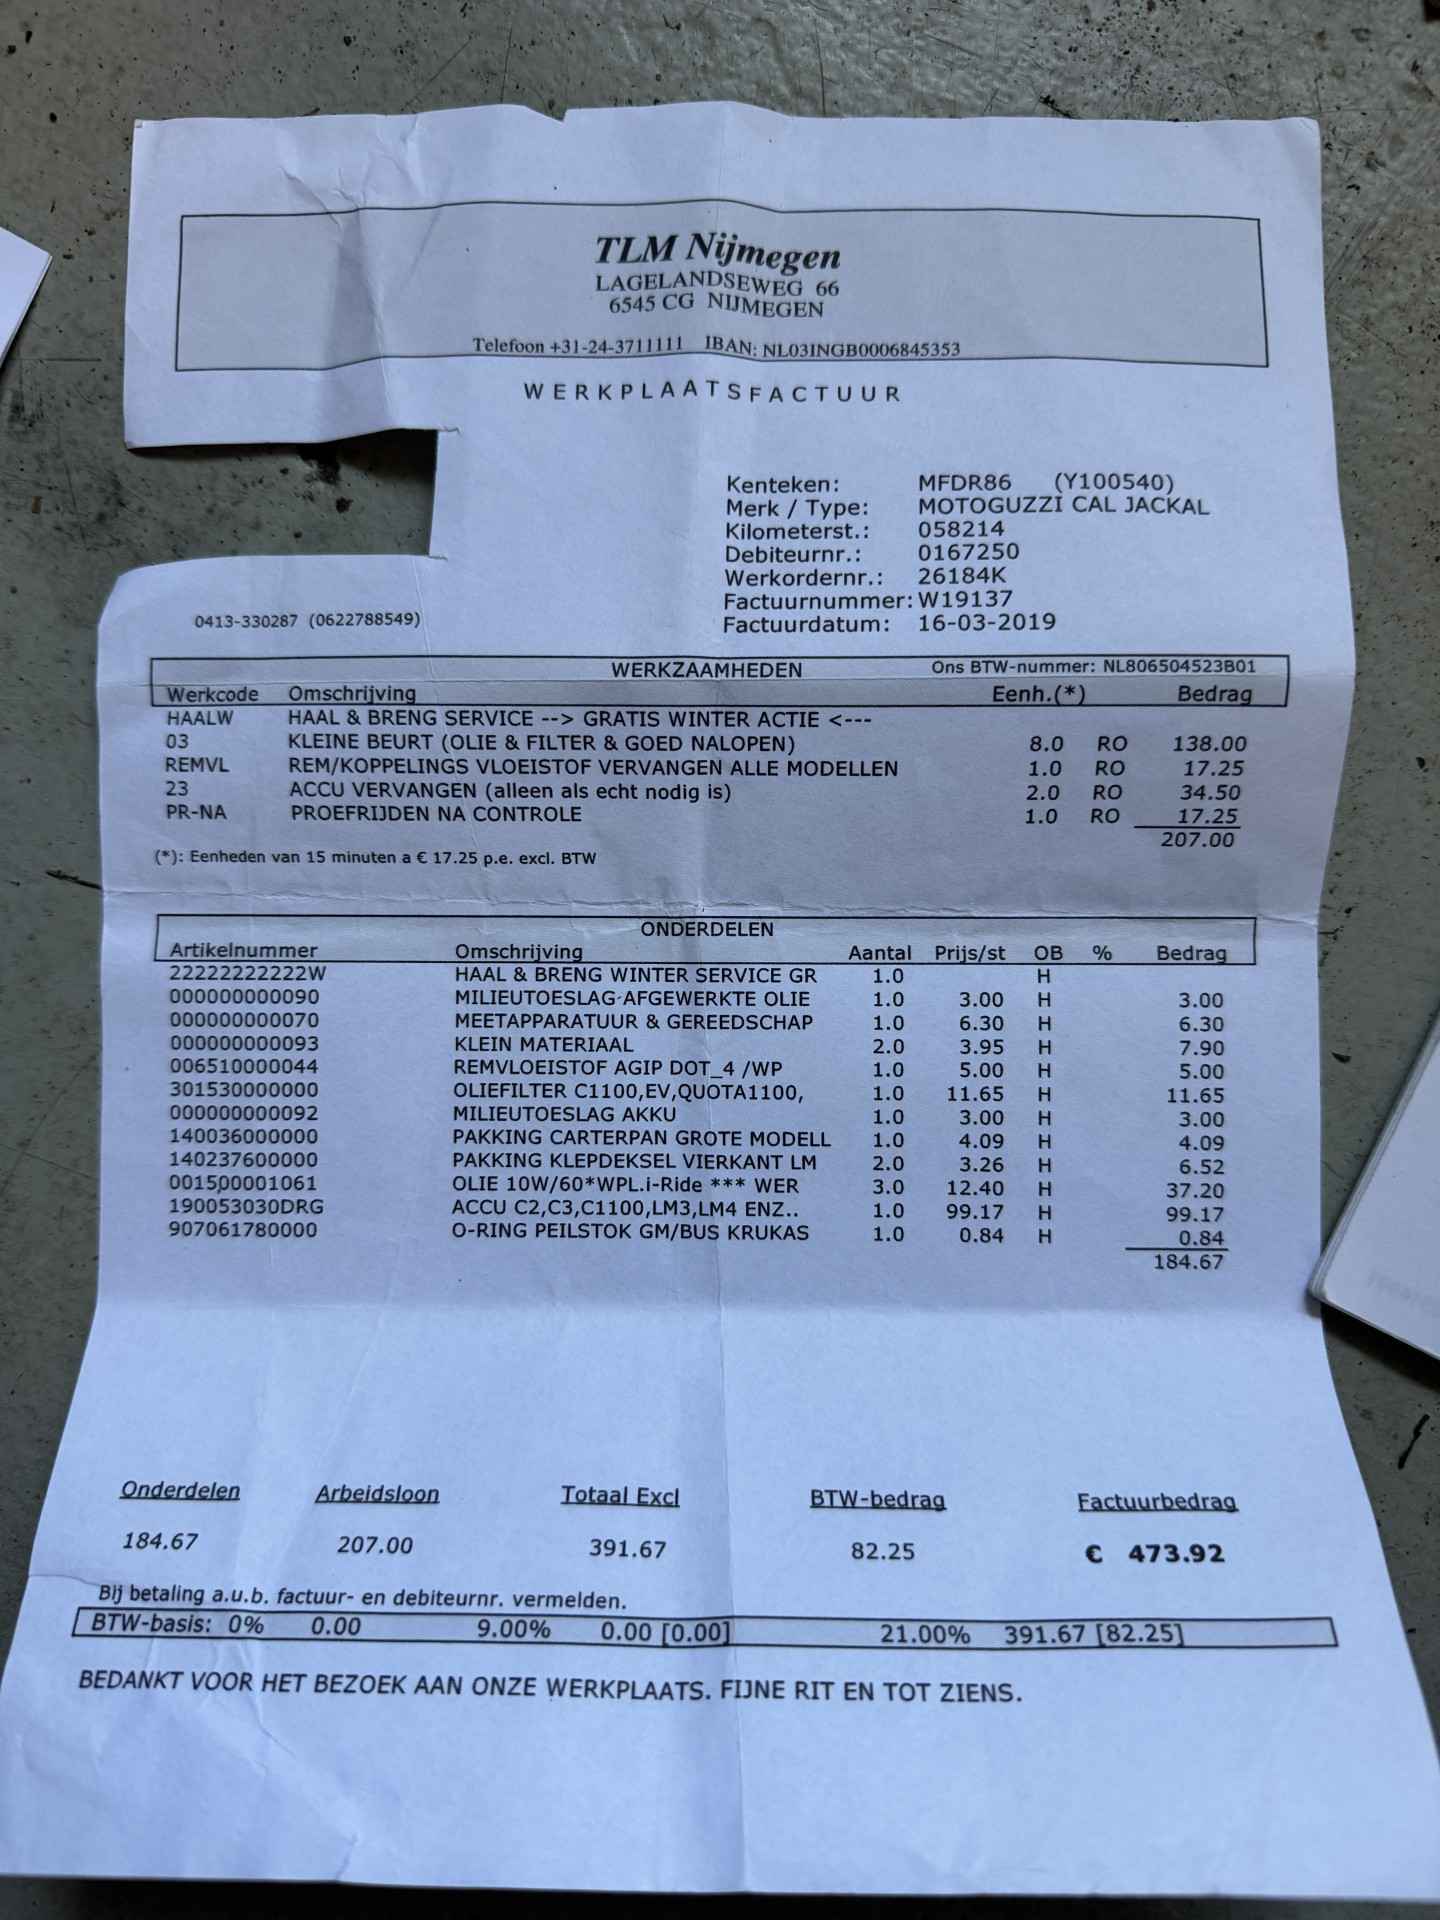 TLM Nijmegen
LAGELANDSEWEG 66
6545 CG NIJMEGEN
Telefoon +31-24-3711111 IBAN: NL03INGB0006845353
WERKPLAATSFACTUUR
Kenteken: MFDR86 (Y100540)
Merk / Type: MOTOGUZZI CAL JACKAL
Kilometerst.: 058214
Debiteurnr.: 0167250
Werkordernr.: 26184K
Factuurnummer: W19137
Factuurdatum: 16-03-2019
0413-330287 (0622788549)
WERKZAAMHEDEN Ons BTW-nummer: NL806504523B01
Werkcode Omschrijving Eenh.(*) Bedrag
HAALW HAAL & BRENG SERVICE --> GRATIS WINTER ACTIE <---
03 KLEINE BEURT (OLIE & FILTER & GOED NALOPEN) 8.0 RO 138.00
REMVL REM/KOPPELINGS VLOEISTOF VERVANGEN ALLE MODELLEN 1.0 RO 17.25
23 ACCU VERVANGEN (alleen als echt nodig is) 2.0 RO 34.50
PR-NA PROEFRIJDEN NA CONTROLE 1.0 RO 17.25
207.00
(*): Eenheden van 15 minuten a € 17.25 p.e. excl. BTW
ONDERDELEN
Artikelnummer Omschrijving Aantal Prijs/st OB % Bedrag
22222222222W HAAL & BRENG WINTER SERVICE GR 1.0 H
000000000090 MILIEUTOESLAG AFGEWERKTE OLIE 1.0 3.00 H 3.00
000000000070 MEETAPPARATUUR & GEREEDSCHAP 1.0 6.30 H 6.30
000000000093 KLEIN MATERIAAL 2.0 3.95 H 7.90
006510000044 REMVLOEISTOF AGIP DOT_4 /WP 1.0 5.00 H 5.00
301530000000 OLIEFILTER C1100,EV,QUOTA1100, 1.0 11.65 H 11.65
000000000092 MILIEUTOESLAG AKKU 1.0 3.00 H 3.00
140036000000 PAKKING CARTERPAN GROTE MODELL 1.0 4.09 H 4.09
140237600000 PAKKING KLEPDEKSEL VIERKANT LM 2.0 3.26 H 6.52
001500001061 OLIE 10W/60*WPL.i-Ride *** WER 3.0 12.40 H 37.20
190053030DRG ACCU C2,C3,C1100,LM3,LM4 ENZ.. 1.0 99.17 H 99.17
907061780000 O-RING PEILSTOK GM/BUS KRUKAS 1.0 0.84 H 0.84
184.67
Onderdelen Arbeidsloon Totaal Excl BTW-bedrag Factuurbedrag
184.67 207.00 391.67 82.25 € 473.92
Bij betaling a.u.b. factuur- en debiteurnr. vermelden.
BTW-basis: 0% 0.00 9.00% 0.00 [0.00] 21.00% 391.67 [82.25]
BEDANKT VOOR HET BEZOEK AAN ONZE WERKPLAATS. FIJNE RIT EN TOT ZIENS.